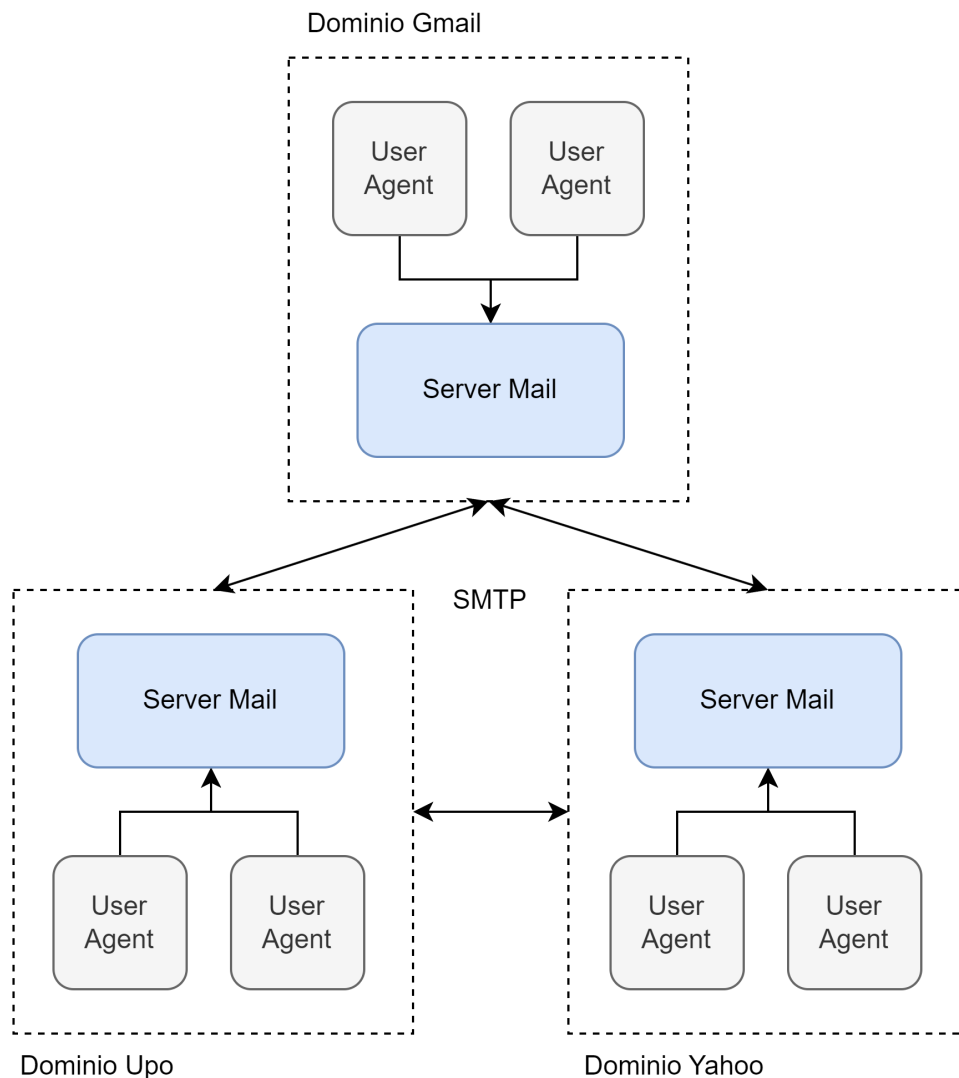 Dominio Gmail
User
Agent
User
Agent
Server Mail
SMTP
Server Mail
Server Mail
User
Agent
User
Agent
User
Agent
User
Agent
Dominio Upo
Dominio Yahoo